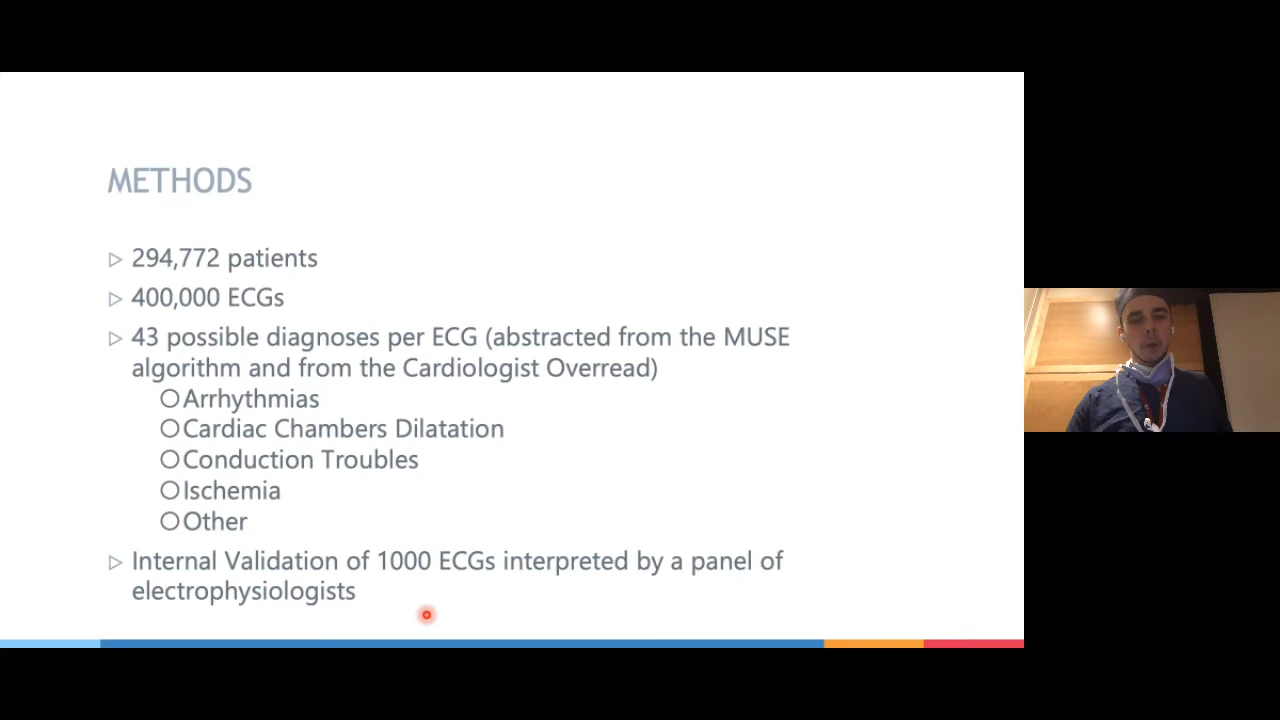 METHODS
▷ 294,772 patients
▷ 400,000 ECGs
▷ 43 possible diagnoses per ECG (abstracted from the MUSE
algorithm and from the Cardiologist Overread)
○ Arrhythmias
○ Cardiac Chambers Dilatation
○ Conduction Troubles
○ Ischemia
○ Other
▷ Internal Validation of 1000 ECGs interpreted by a panel of
electrophysiologists